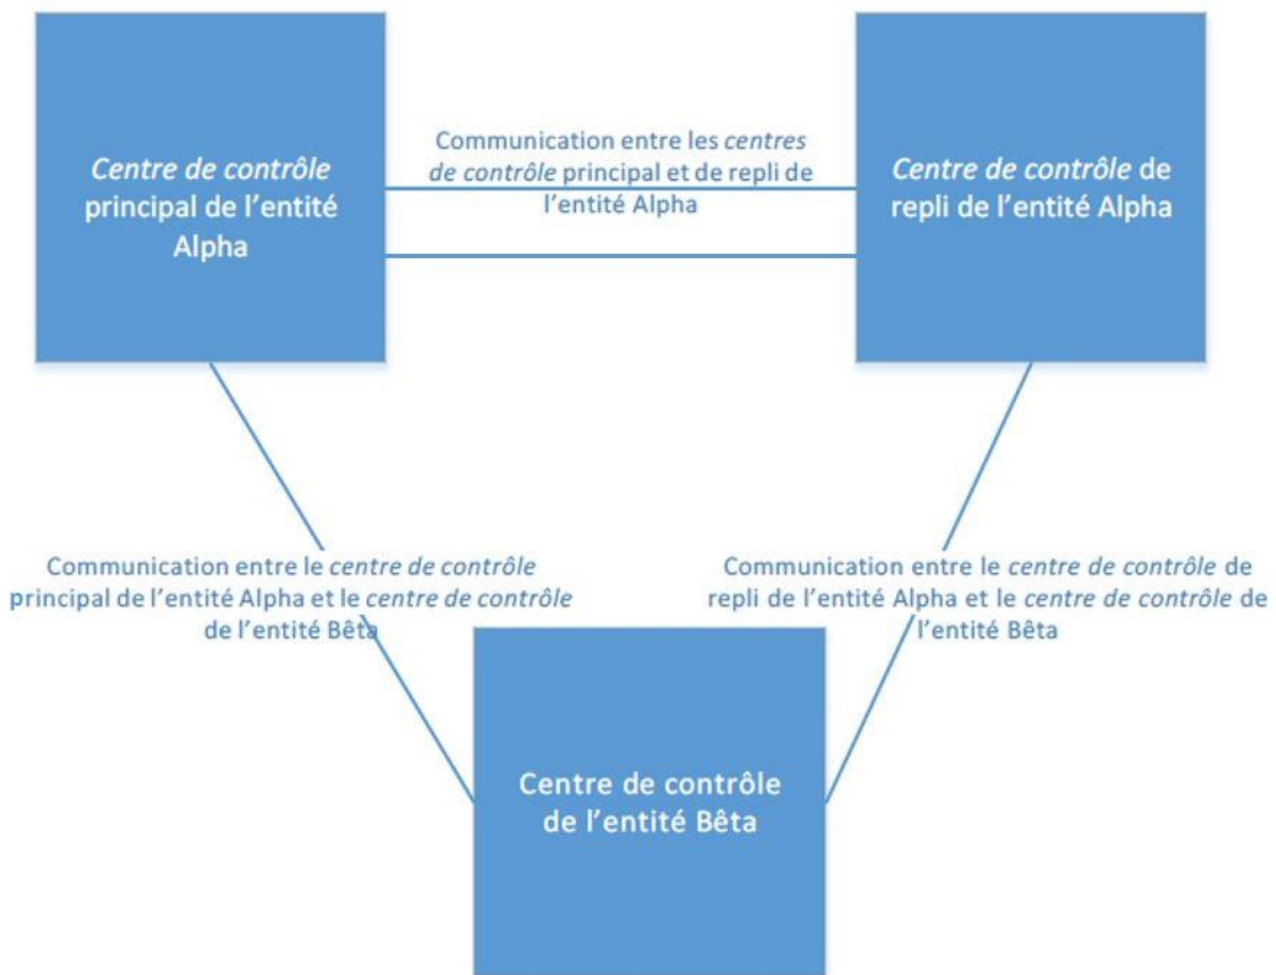 Centre de contrôle
principal de l'entité
Alpha
Communication entre les centres
de contrôle principal et de repli de
l'entité Alpha
Centre de contrôle de
repli de l'entité Alpha
Communication entre le centre de contrôle
principal de l'entité Alpha et le centre de contrôle
de l'entité Bêta
Communication entre le centre de contrôle de
repli de l'entité Alpha et le centre de contrôle de
l'entité Bêta
Centre de contrôle
de l'entité Bêta